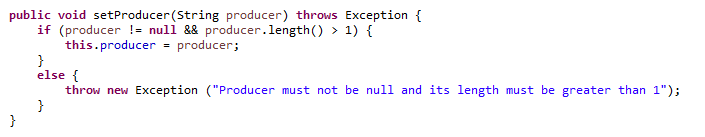 public void setProducer(String producer) throws Exception {
    if (producer != null && producer.length() > 1) {
        this.producer = producer;
    }
    else {
        throw new Exception ("Producer must not be null and its length must be greater than 1");
    }
}